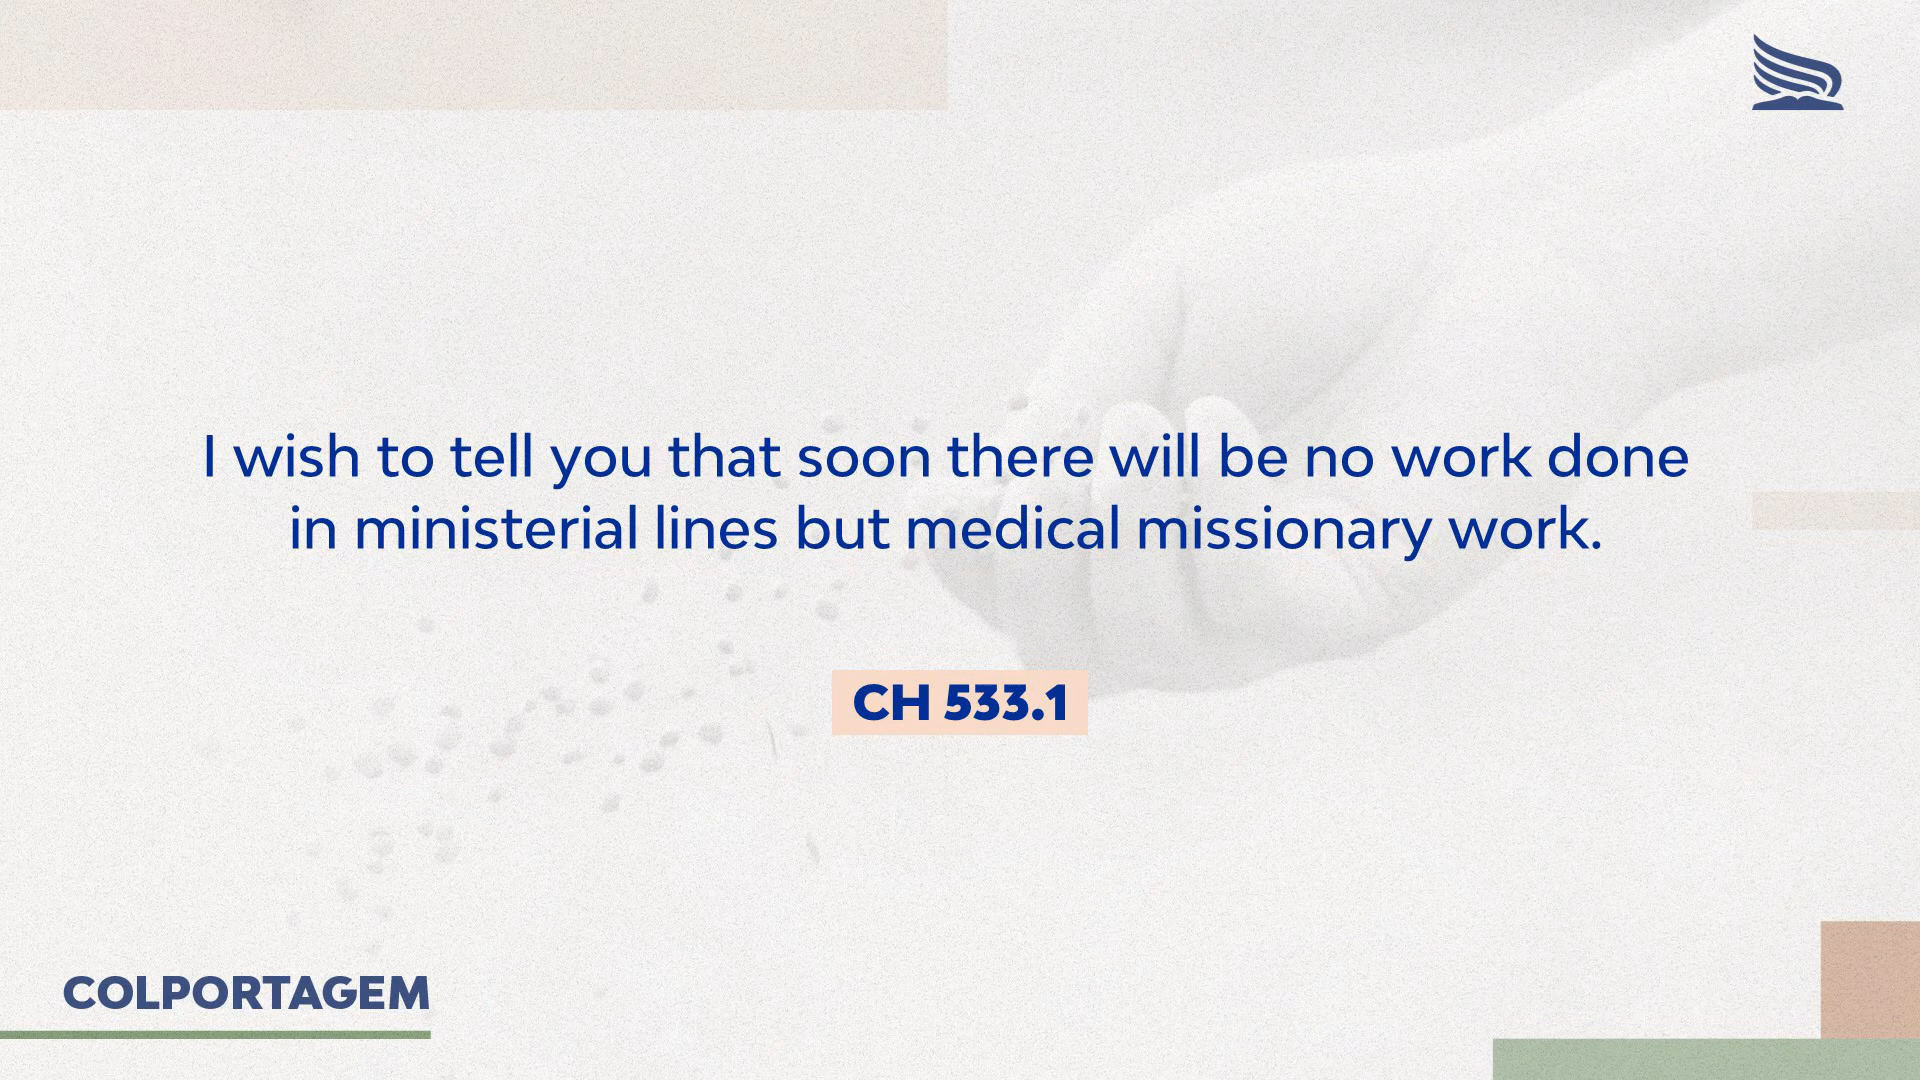 I wish to tell you that soon there will be no work done
in ministerial lines but medical missionary work.
CH 533.1
COLPORTAGEM